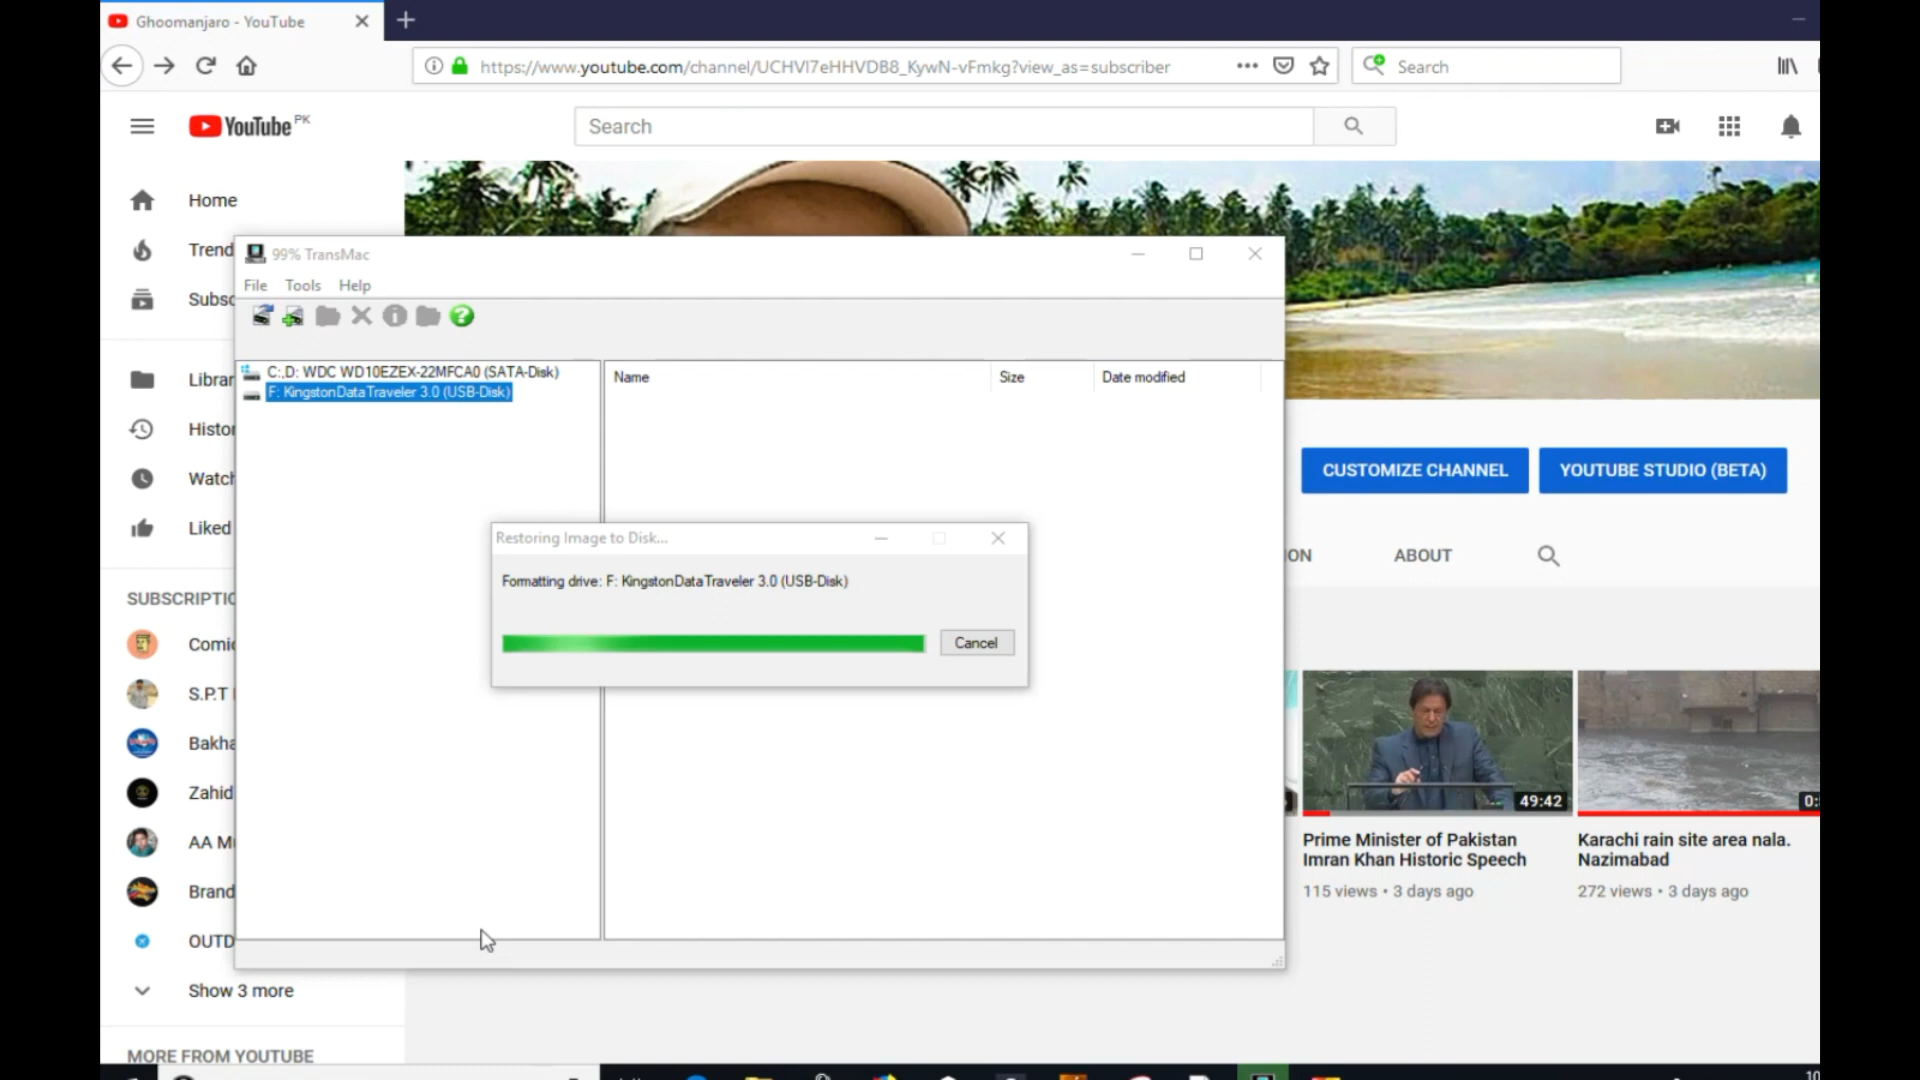 Ghoomanjaro - YouTube
https://www.youtube.com/channel/UCHVI7eHHVDB8_KywN-vFmkg?view_as=subscriber
Search
YouTube PK
Search
Home
Trend
Subsc
Librar
Histor
Watch
Liked
SUBSCRIPTIO
Comic
S.P.T
Bakha
Zahid
AA M
Brand
OUTD
Show 3 more
MORE FROM YOUTUBE
99% TransMac
File Tools Help
C:,D: WDC WD10EZEX-22MFCA0 (SATA-Disk)
F: KingstonDataTraveler 3.0 (USB-Disk)
Name Size Date modified
Restoring Image to Disk...
Formatting drive: F: KingstonDataTraveler 3.0 (USB-Disk)
Cancel
CUSTOMIZE CHANNEL
YOUTUBE STUDIO (BETA)
ION ABOUT
49:42
0:
Prime Minister of Pakistan
Imran Khan Historic Speech
115 views • 3 days ago
Karachi rain site area nala.
Nazimabad
272 views • 3 days ago
10